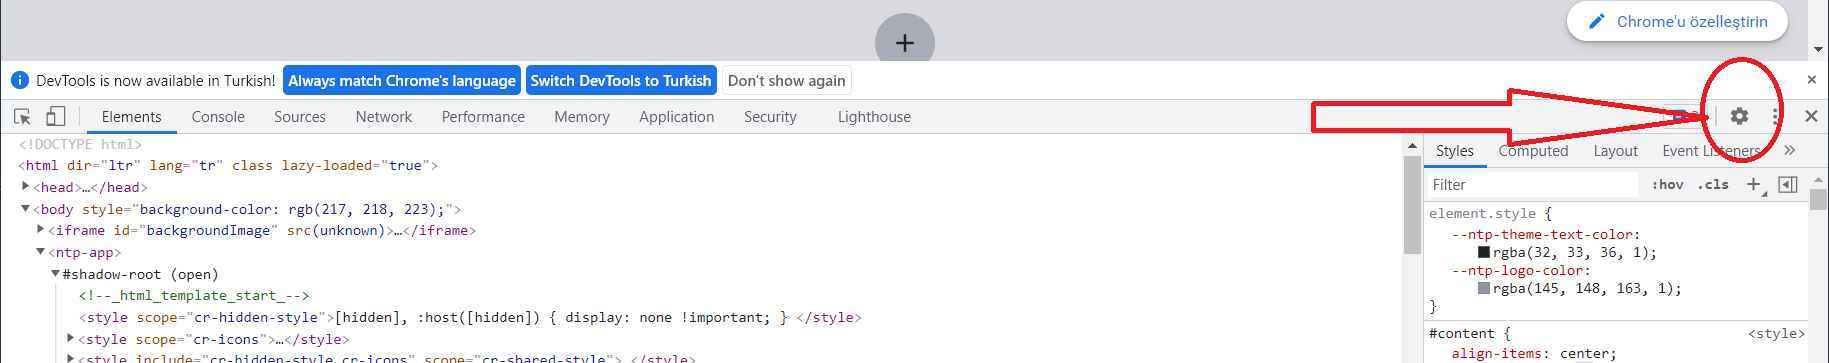 Chrome'u özelleştirin
DevTools is now available in Turkish! Always match Chrome's language Switch DevTools to Turkish Don't show again
Elements Console Sources Network Performance Memory Application Security Lighthouse
<!DOCTYPE html>
<html dir="ltr" lang="tr" class lazy-loaded="true">
<head>…</head>
<body style="background-color: rgb(217, 218, 223);">
<iframe id="backgroundImage" src(unknown)>…</iframe>
<ntp-app>
#shadow-root (open)
<!--_html_template_start_-->
<style scope="cr-hidden-style">[hidden], :host([hidden]) { display: none !important; } </style>
<style scope="cr-icons">…</style>
<style include="cr-hidden-style cr-icons" scope="cr-shared-style"> </style>
Styles Computed Layout Event Listeners
Filter :hov .cls
element.style {
--ntp-theme-text-color:
rgba(32, 33, 36, 1);
--ntp-logo-color:
rgba(145, 148, 163, 1);
}
#content { <style>
align-items: center;